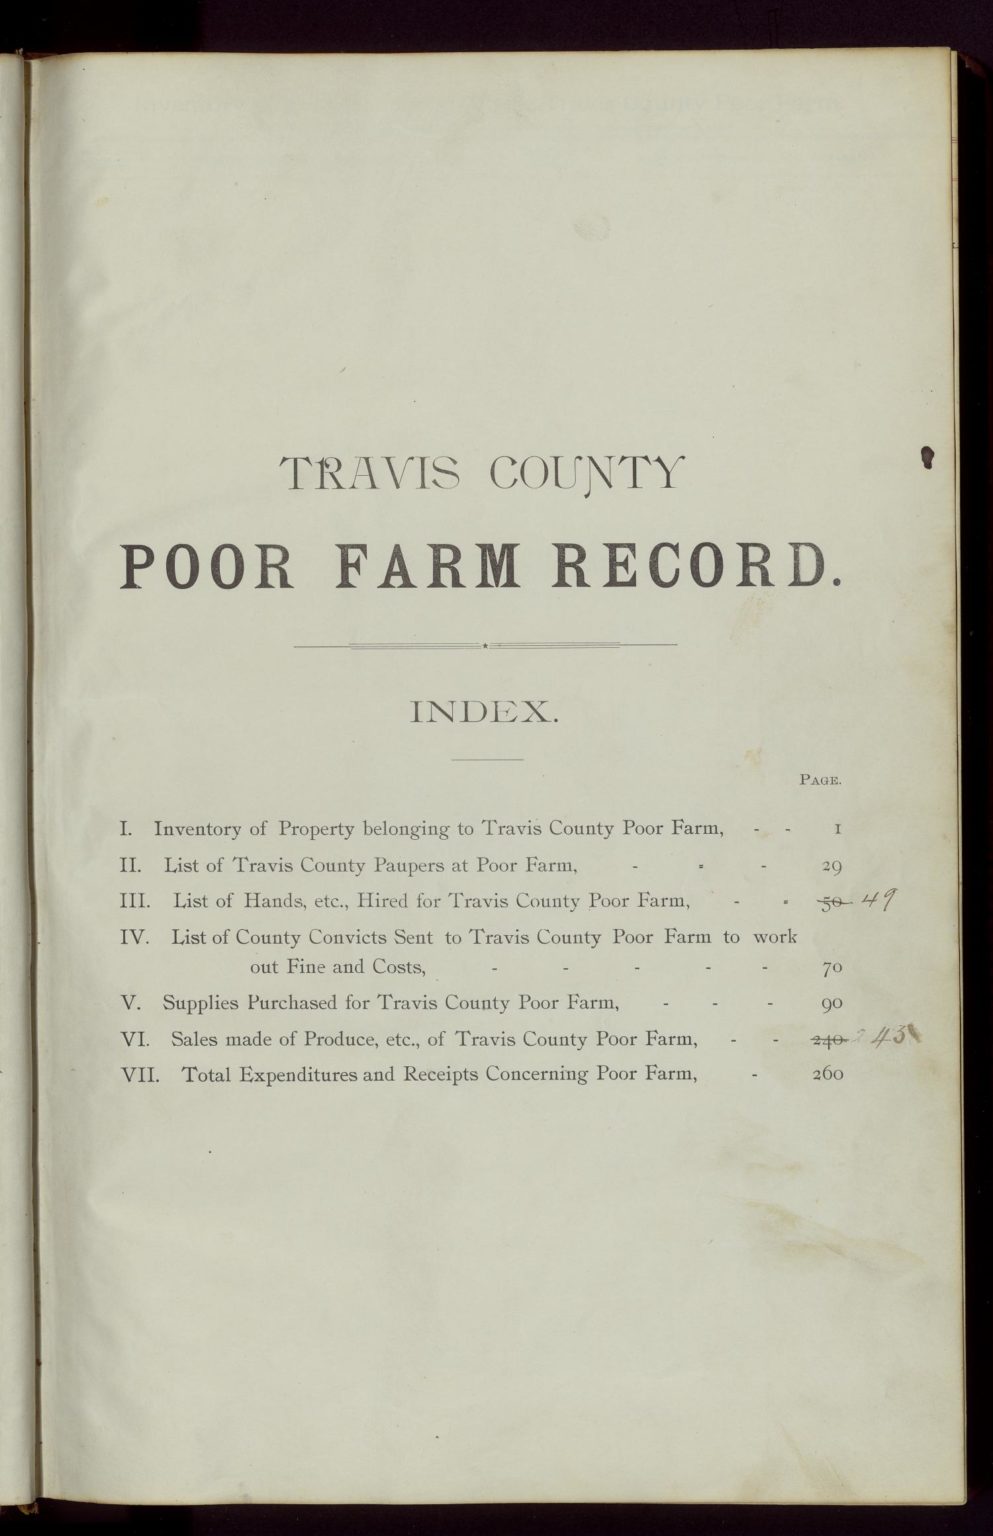 TRAVIS COUNTY
POOR FARM RECORD.
INDEX.
PAGE.
I. Inventory of Property belonging to Travis County Poor Farm, - - 1
II. List of Travis County Paupers at Poor Farm, - - - 29
III. List of Hands, etc., Hired for Travis County Poor Farm, - - 50 49
IV. List of County Convicts Sent to Travis County Poor Farm to work
out Fine and Costs, - - - - - 70
V. Supplies Purchased for Travis County Poor Farm, - - - 90
VI. Sales made of Produce, etc., of Travis County Poor Farm, - - 240
VII. Total Expenditures and Receipts Concerning Poor Farm, - 260